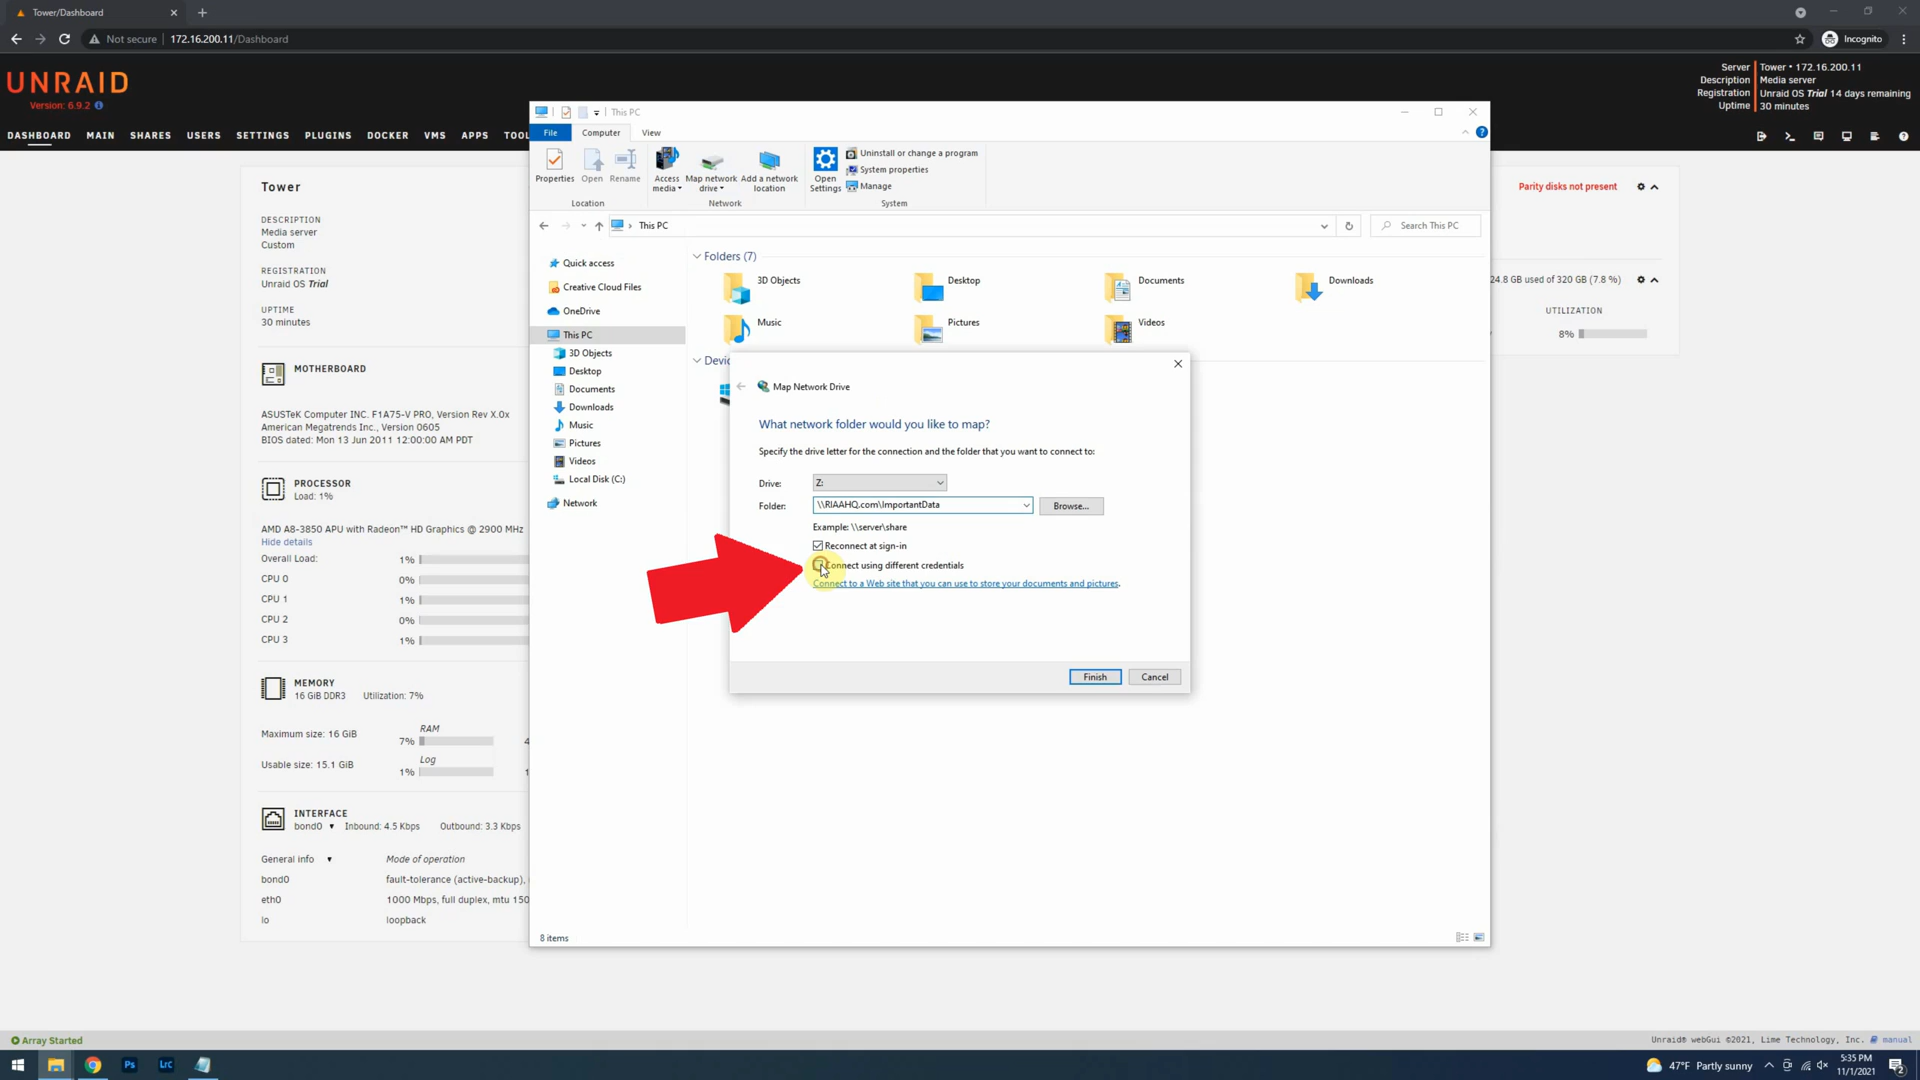 Tower/Dashboard
Not secure 172.16.200.11/Dashboard
Incognito
UNRAID
Version: 6.9.2
Server Tower • 172.16.200.11
Description Media server
Registration Unraid OS Trial 14 days remaining
Uptime 30 minutes
DASHBOARD MAIN SHARES USERS SETTINGS PLUGINS DOCKER VMS APPS TOOL
Tower
DESCRIPTION
Media server
Custom
REGISTRATION
Unraid OS Trial
UPTIME
30 minutes
MOTHERBOARD
ASUSTeK Computer INC. F1A75-V PRO, Version Rev X.0x
American Megatrends Inc., Version 0605
BIOS dated: Mon 13 Jun 2011 12:00:00 AM PDT
PROCESSOR
Load: 1%
AMD A8-3850 APU with Radeon™ HD Graphics @ 2900 MHz
Hide details
Overall Load: 1%
CPU 0 0%
CPU 1 1%
CPU 2 0%
CPU 3 1%
MEMORY
16 GiB DDR3 Utilization: 7%
RAM
Maximum size: 16 GiB 7% 4
Log
Usable size: 15.1 GiB 1% 1
INTERFACE
bond0 Inbound: 4.5 Kbps Outbound: 3.3 Kbps
General info Mode of operation
bond0 fault-tolerance (active-backup),
eth0 1000 Mbps, full duplex, mtu 150
lo loopback
This PC
File Computer View
Properties Open Rename
Location
Access media Map network drive Add a network location
Network
Open Settings
Uninstall or change a program
System properties
Manage
System
This PC
Search This PC
Quick access
Creative Cloud Files
OneDrive
This PC
3D Objects
Desktop
Documents
Downloads
Music
Pictures
Videos
Local Disk (C:)
Network
Folders (7)
3D Objects Desktop Documents Downloads
Music Pictures Videos
Devic
Map Network Drive
What network folder would you like to map?
Specify the drive letter for the connection and the folder that you want to connect to:
Drive: Z:
Folder: \\RIAAHQ.com\ImportantData Browse...
Example: \\server\share
Reconnect at sign-in
Connect using different credentials
Connect to a Web site that you can use to store your documents and pictures.
Finish Cancel
8 items
Parity disks not present
24.8 GB used of 320 GB (7.8 %)
UTILIZATION
8%
Array Started
Unraid® webGui ©2021, Lime Technology, Inc. manual
Ps Lrc
47°F Partly sunny
5:35 PM
11/1/2021
2